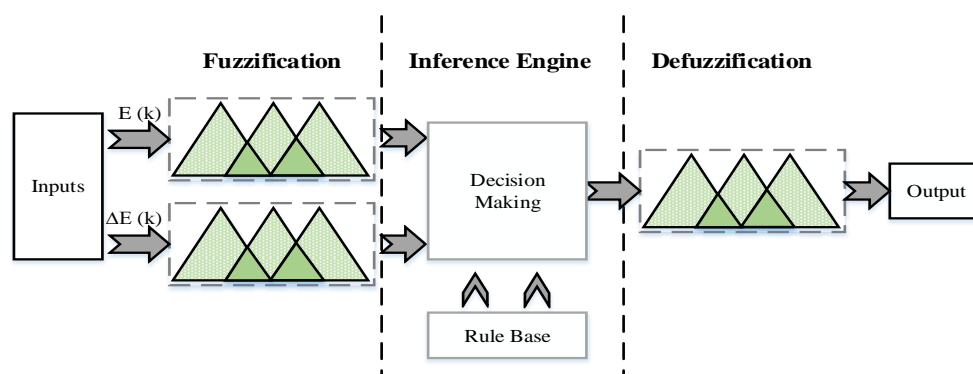 Fuzzification
Inference Engine
Defuzzification
E (k)
Inputs
ΔE (k)
Decision
Making
Output
Rule Base